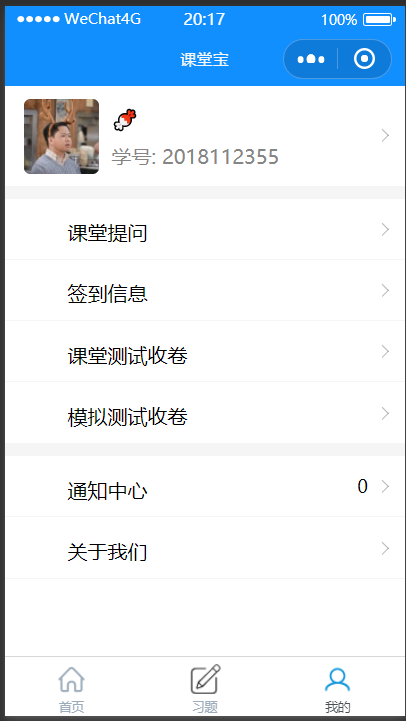 WeChat4G 20:17 100%
课堂宝
学号: 2018112355
课堂提问
签到信息
课堂测试收卷
模拟测试收卷
通知中心 0
关于我们
首页 习题 我的